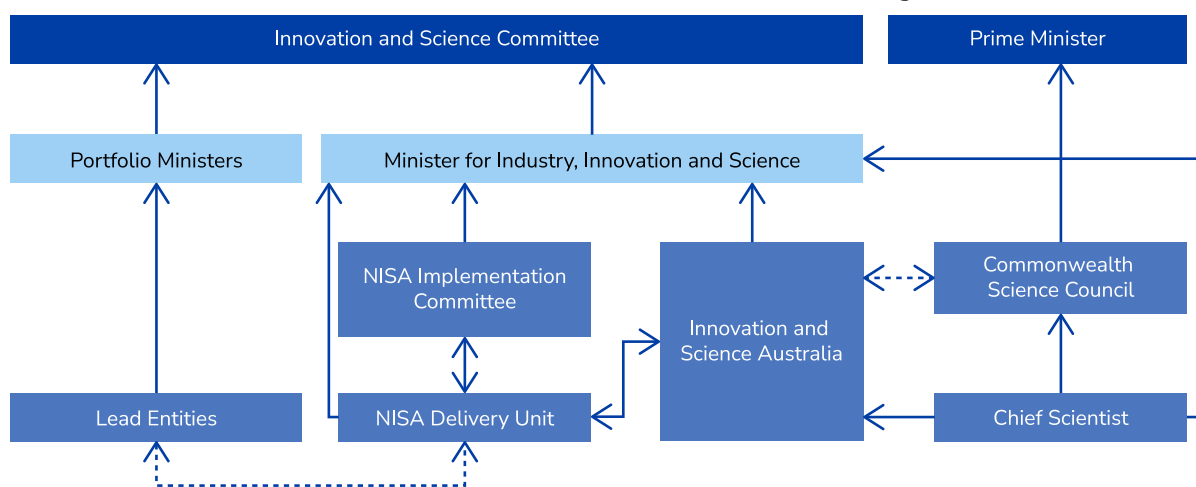 Innovation and Science Committee
Prime Minister
Portfolio Ministers
Minister for Industry, Innovation and Science
NISA Implementation
Committee
Innovation and
Science Australia
Commonwealth
Science Council
Lead Entities
NISA Delivery Unit
Chief Scientist